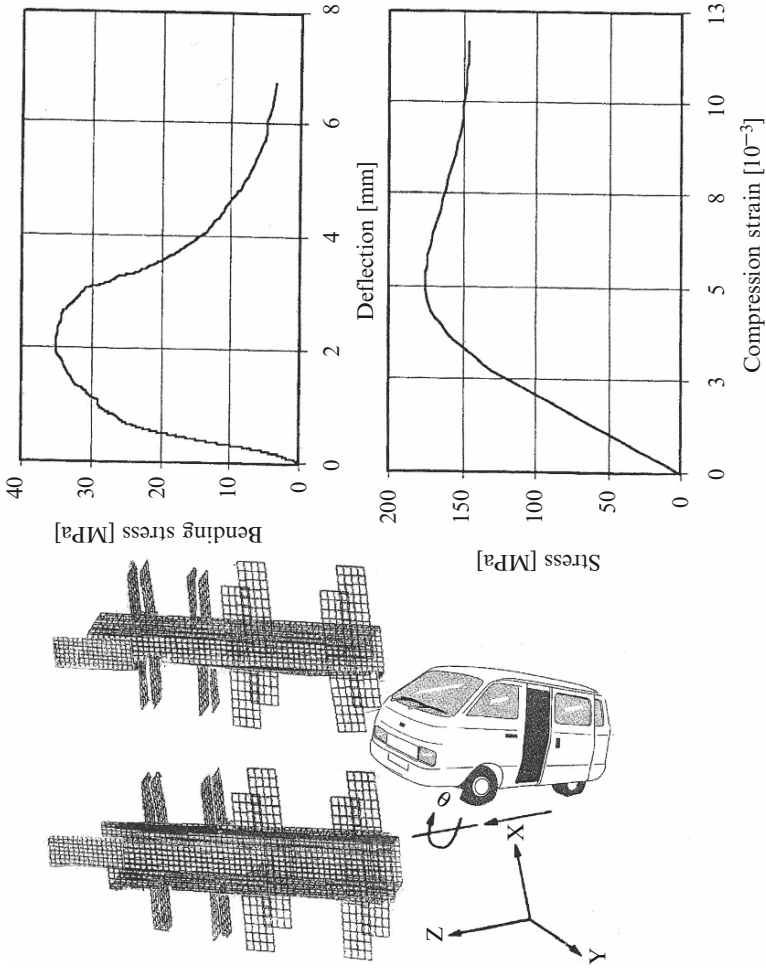 40
30
20
10
0
Bending stress [MPa]
0
2
4
6
8
Deflection [mm]
200
150
100
50
0
Stress [MPa]
0
3
5
8
10
13
Compression strain [10⁻³]
Z
X
Y
X
θ